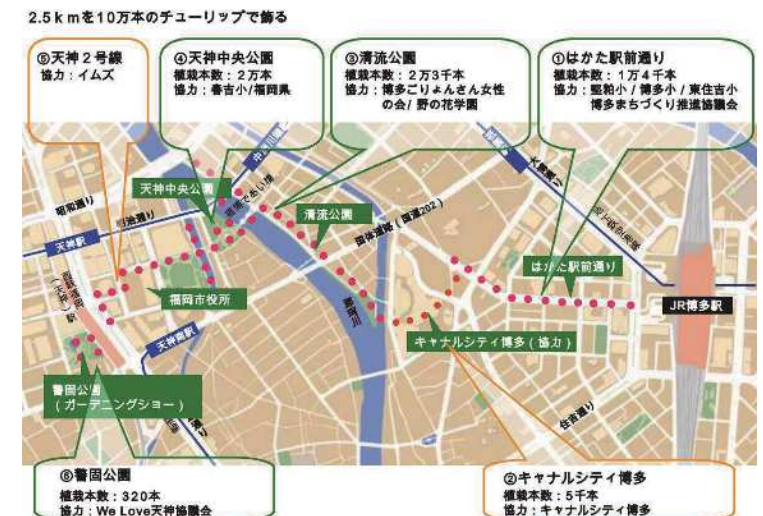 2.5kmを10万本のチューリップで飾る
⑤天神2号線
協力：イムズ
④天神中央公園
植栽本数：2万本
協力：春吉小/福岡県
③清流公園
植栽本数：2万3千本
協力：博多ごりょんさん女性
の会/ 野の花学園
①はかた駅前通り
植栽本数：1万4千本
協力：堅粕小 / 博多小 / 東住吉小
博多まちづくり推進協議会
天神中央公園
昭和通り
明治通り
天神駅
清流公園
国体道路（国道202）
大博通り
はかた駅前通り
JR博多駅
福岡市役所
那珂川
天神南駅
キャナルシティ博多（協力）
住吉通り
警固公園
（ガーデニングショー）
⑥警固公園
植栽本数：320本
協力：We Love天神協議会
②キャナルシティ博多
植栽本数：5千本
協力：キャナルシティ博多